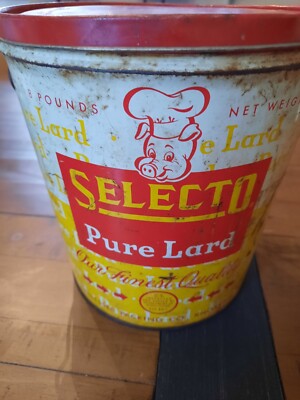 8 POUNDS
NET WEIG
Lard
e Lard
SELECTO
Pure Lard
Our Finest Quality